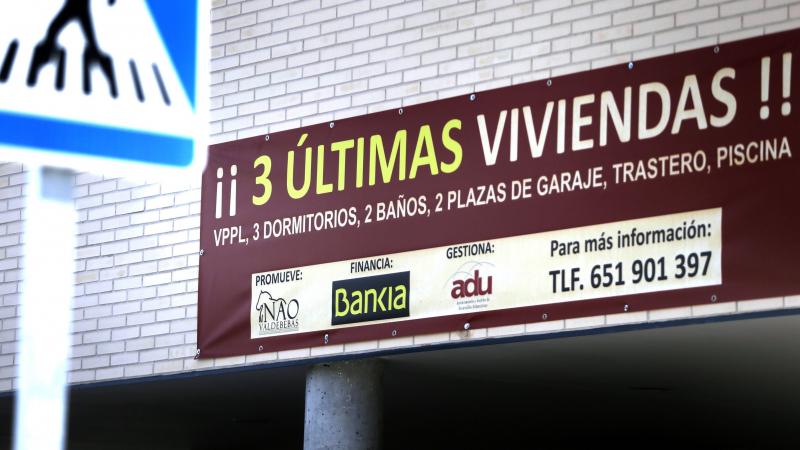 ¡¡ 3 ÚLTIMAS VIVIENDAS !!
VPPL, 3 DORMITORIOS, 2 BAÑOS, 2 PLAZAS DE GARAJE, TRASTERO, PISCINA
PROMUEVE:
NAO
VALDEBEBAS
FINANCIA:
Bankia
GESTIONA:
adu
Para más información:
TLF. 651 901 397